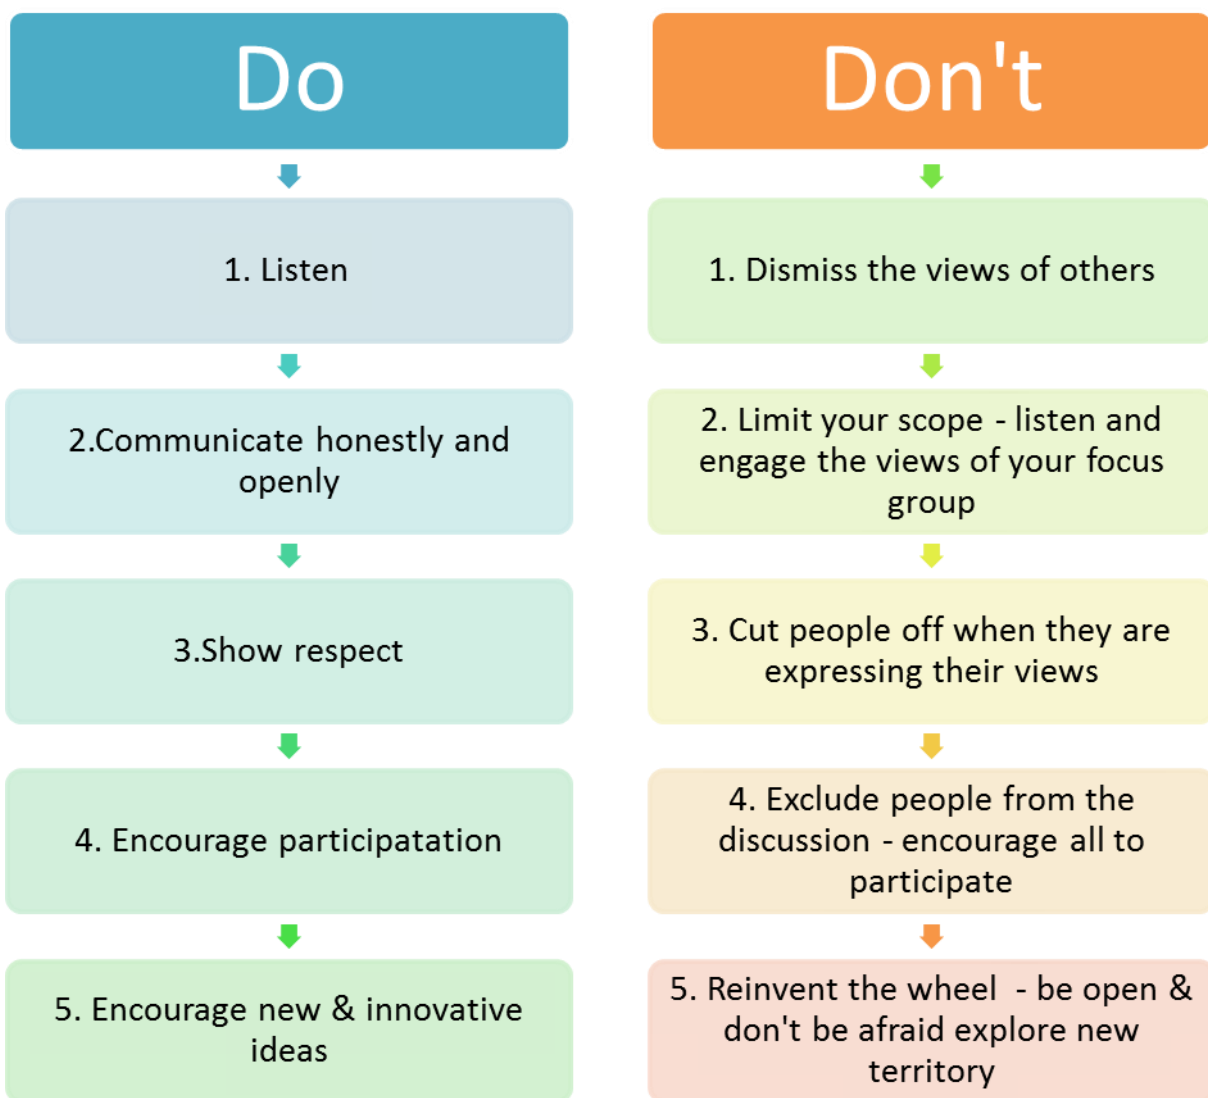 Do
1. Listen
2.Communicate honestly and
openly
3.Show respect
4. Encourage participatation
5. Encourage new & innovative
ideas
Don't
1. Dismiss the views of others
2. Limit your scope - listen and
engage the views of your focus
group
3. Cut people off when they are
expressing their views
4. Exclude people from the
discussion - encourage all to
participate
5. Reinvent the wheel - be open &
don't be afraid explore new
territory